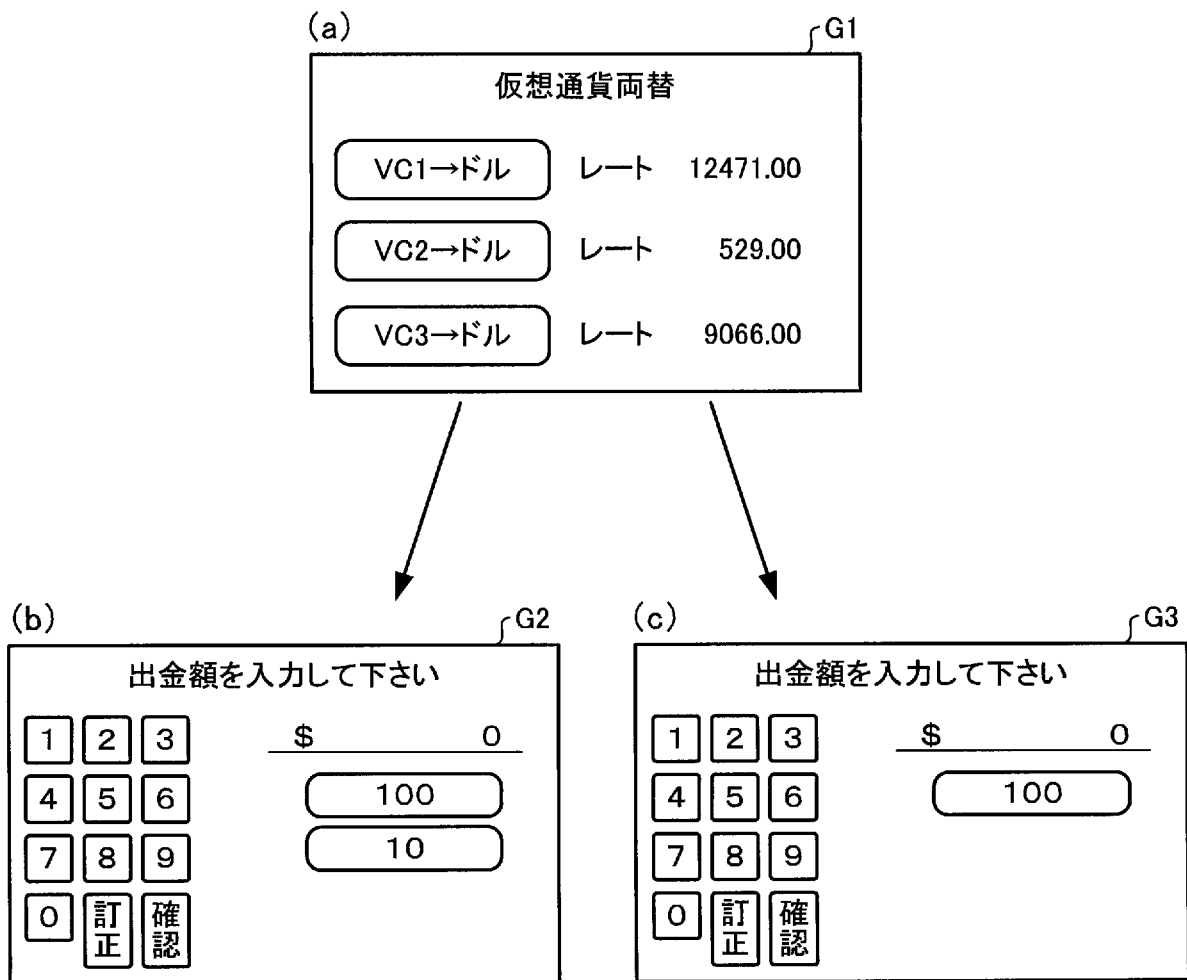 (a)
G1
仮想通貨両替
VC1→ドル レート 12471.00
VC2→ドル レート 529.00
VC3→ドル レート 9066.00
(b)
G2
出金額を入力して下さい
1 2 3 $ 0
4 5 6 100
7 8 9 10
0 訂正 確認
(c)
G3
出金額を入力して下さい
1 2 3 $ 0
4 5 6 100
7 8 9
0 訂正 確認